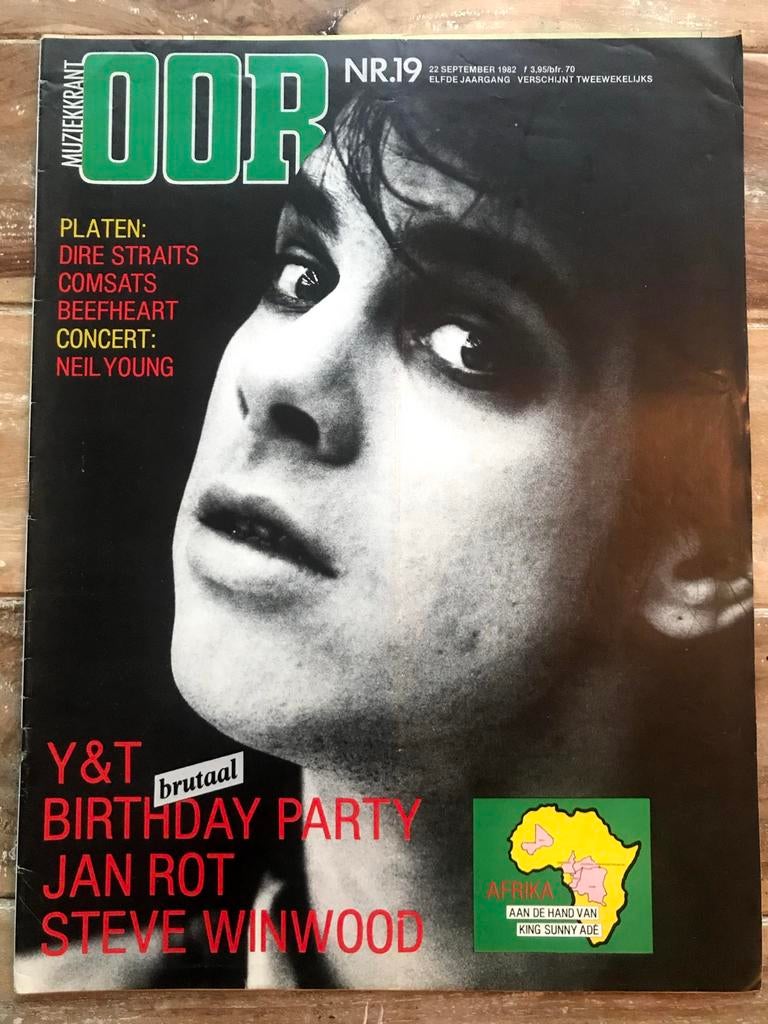 MUZIEKKRANT
OOR
NR.19
22 SEPTEMBER 1982 f 3,95/bfr. 70
ELFDE JAARGANG VERSCHIJNT TWEEWEKELIJKS
PLATEN:
DIRE STRAITS
COMSATS
BEEFHEART
CONCERT:
NEIL YOUNG
Y&T
brutaal
BIRTHDAY PARTY
JAN ROT
STEVE WINWOOD
AFRIKA
AAN DE HAND VAN
KING SUNNY ADÉ